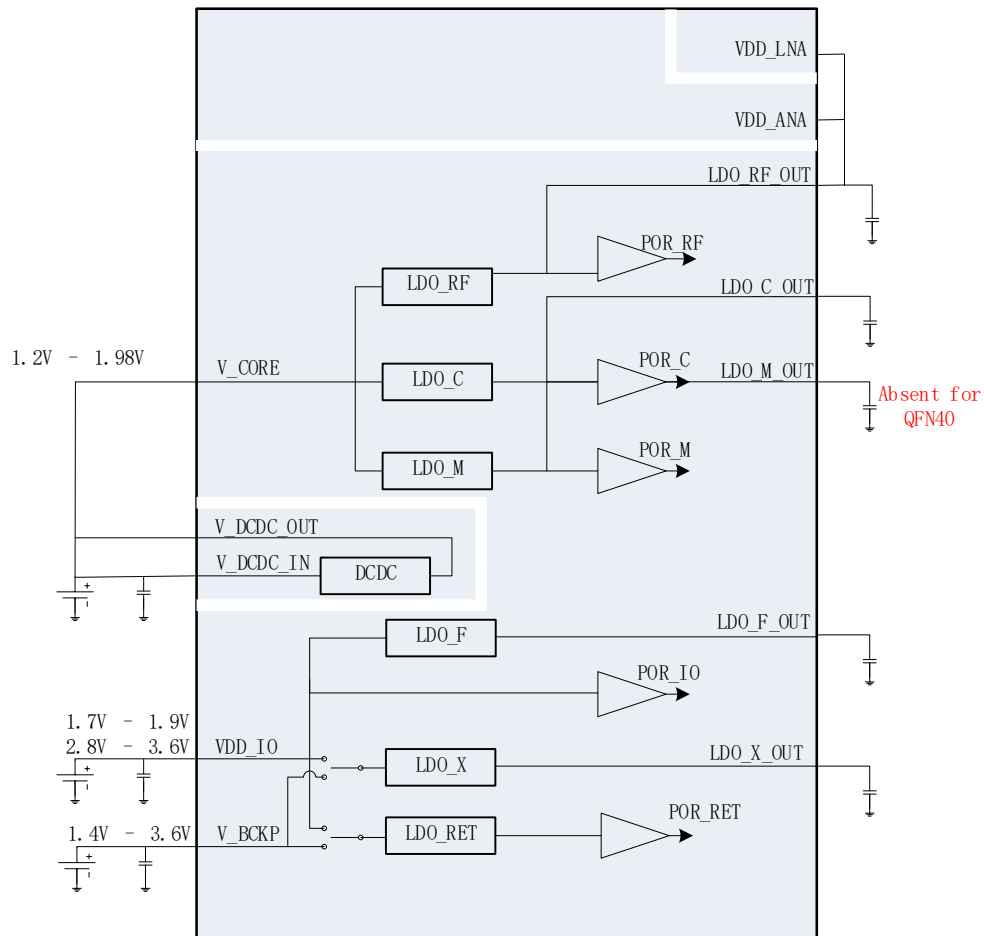 VDD_LNA
VDD_ANA
LDO_RF_OUT
POR_RF
LDO_RF
LDO_C_OUT
1.2V - 1.98V
V_CORE
LDO_C
POR_C
LDO_M_OUT
Absent for
QFN40
LDO_M
POR_M
V_DCDC_OUT
V_DCDC_IN
DCDC
+
LDO_F
LDO_F_OUT
POR_IO
1.7V - 1.9V
2.8V - 3.6V
VDD_IO
LDO_X
LDO_X_OUT
+
1.4V - 3.6V
V_BCKP
LDO_RET
POR_RET
+